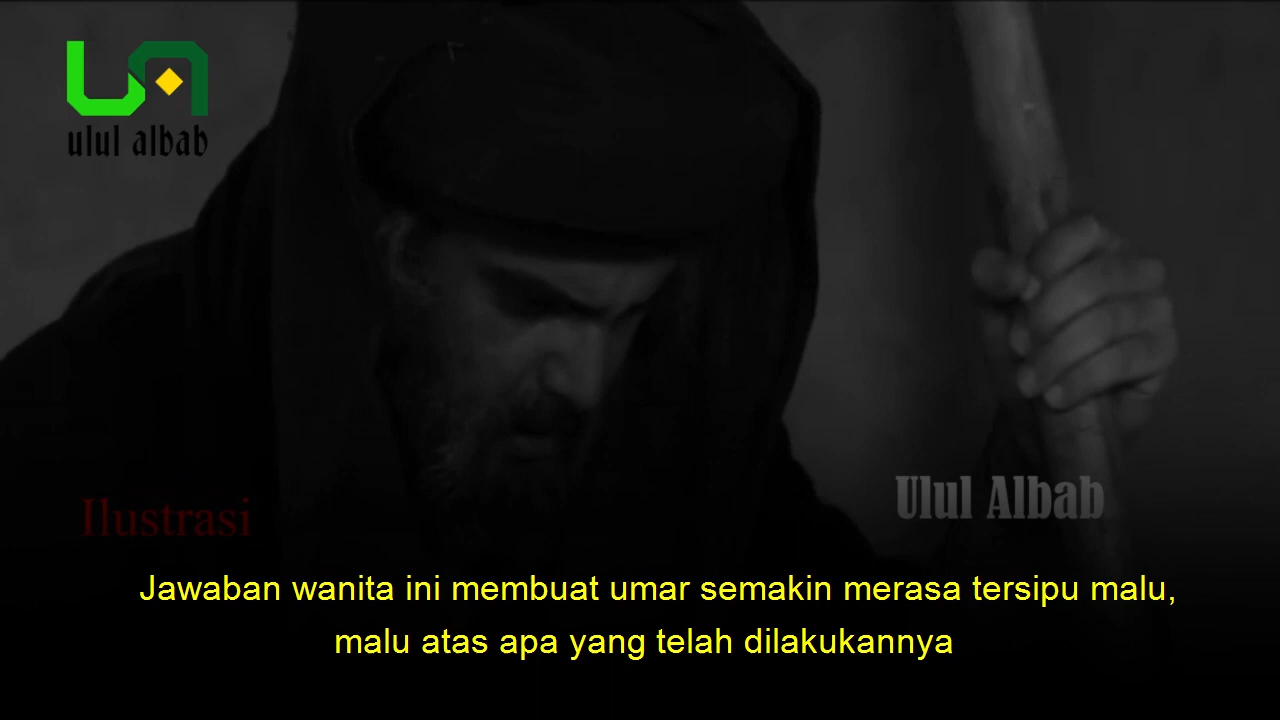 ulul albab
Ulul Albab
Ilustrasi
Jawaban wanita ini membuat umar semakin merasa tersipu malu,
malu atas apa yang telah dilakukannya